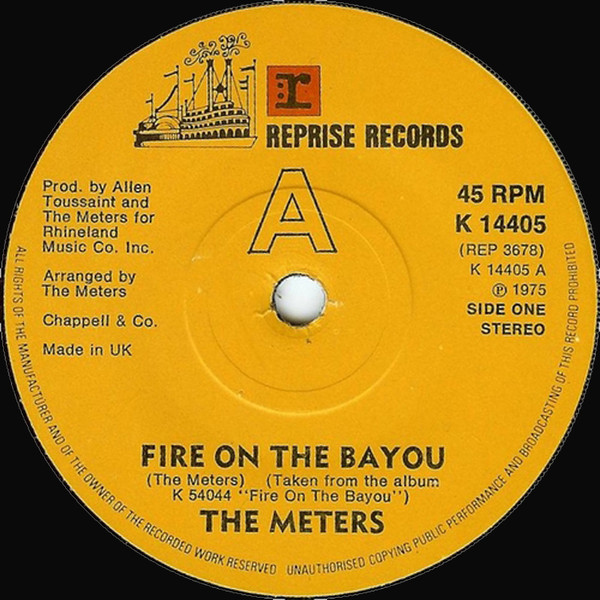 r
REPRISE RECORDS
A
Prod. by Allen
Toussaint and
The Meters for
Rhineland
Music Co. Inc.
Arranged by
The Meters
Chappell & Co.
Made in UK
45 RPM
K 14405
(REP 3678)
K 14405 A
Ⓟ 1975
SIDE ONE
STEREO
FIRE ON THE BAYOU
(The Meters) (Taken from the album
K 54044 "Fire On The Bayou")
THE METERS
ALL RIGHTS OF THE MANUFACTURER AND OF THE OWNER OF THE RECORDED WORK RESERVED UNAUTHORISED COPYING PUBLIC PERFORMANCE AND BROADCASTING OF THIS RECORD PROHIBITED